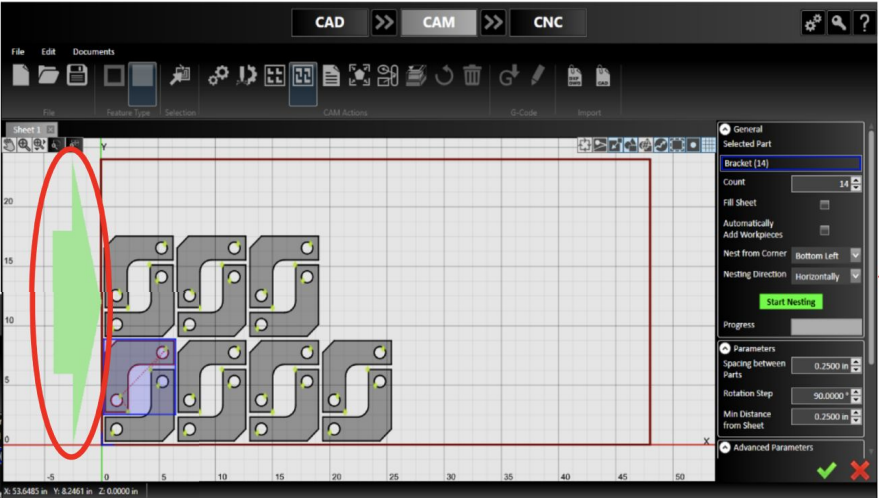 CAD >> CAM >> CNC
?
File Edit Documents
File Feature Type Selection CAM Actions G-Code Import
Sheet 1
Y
20
15
10
5
0
X
-5 0 5 10 15 20 25 30 35 40 45 50
X: 53.6485 in Y: 8.2461 in Z: 0.0000 in
General
Selected Part
Bracket (14)
Count 14
Fill Sheet
Automatically
Add Workpieces
Nest from Corner Bottom Left
Nesting Direction Horizontally
Start Nesting
Progress
Parameters
Spacing between
Parts 0.2500 in
Rotation Step 90.0000 °
Min Distance
from Sheet 0.2500 in
Advanced Parameters